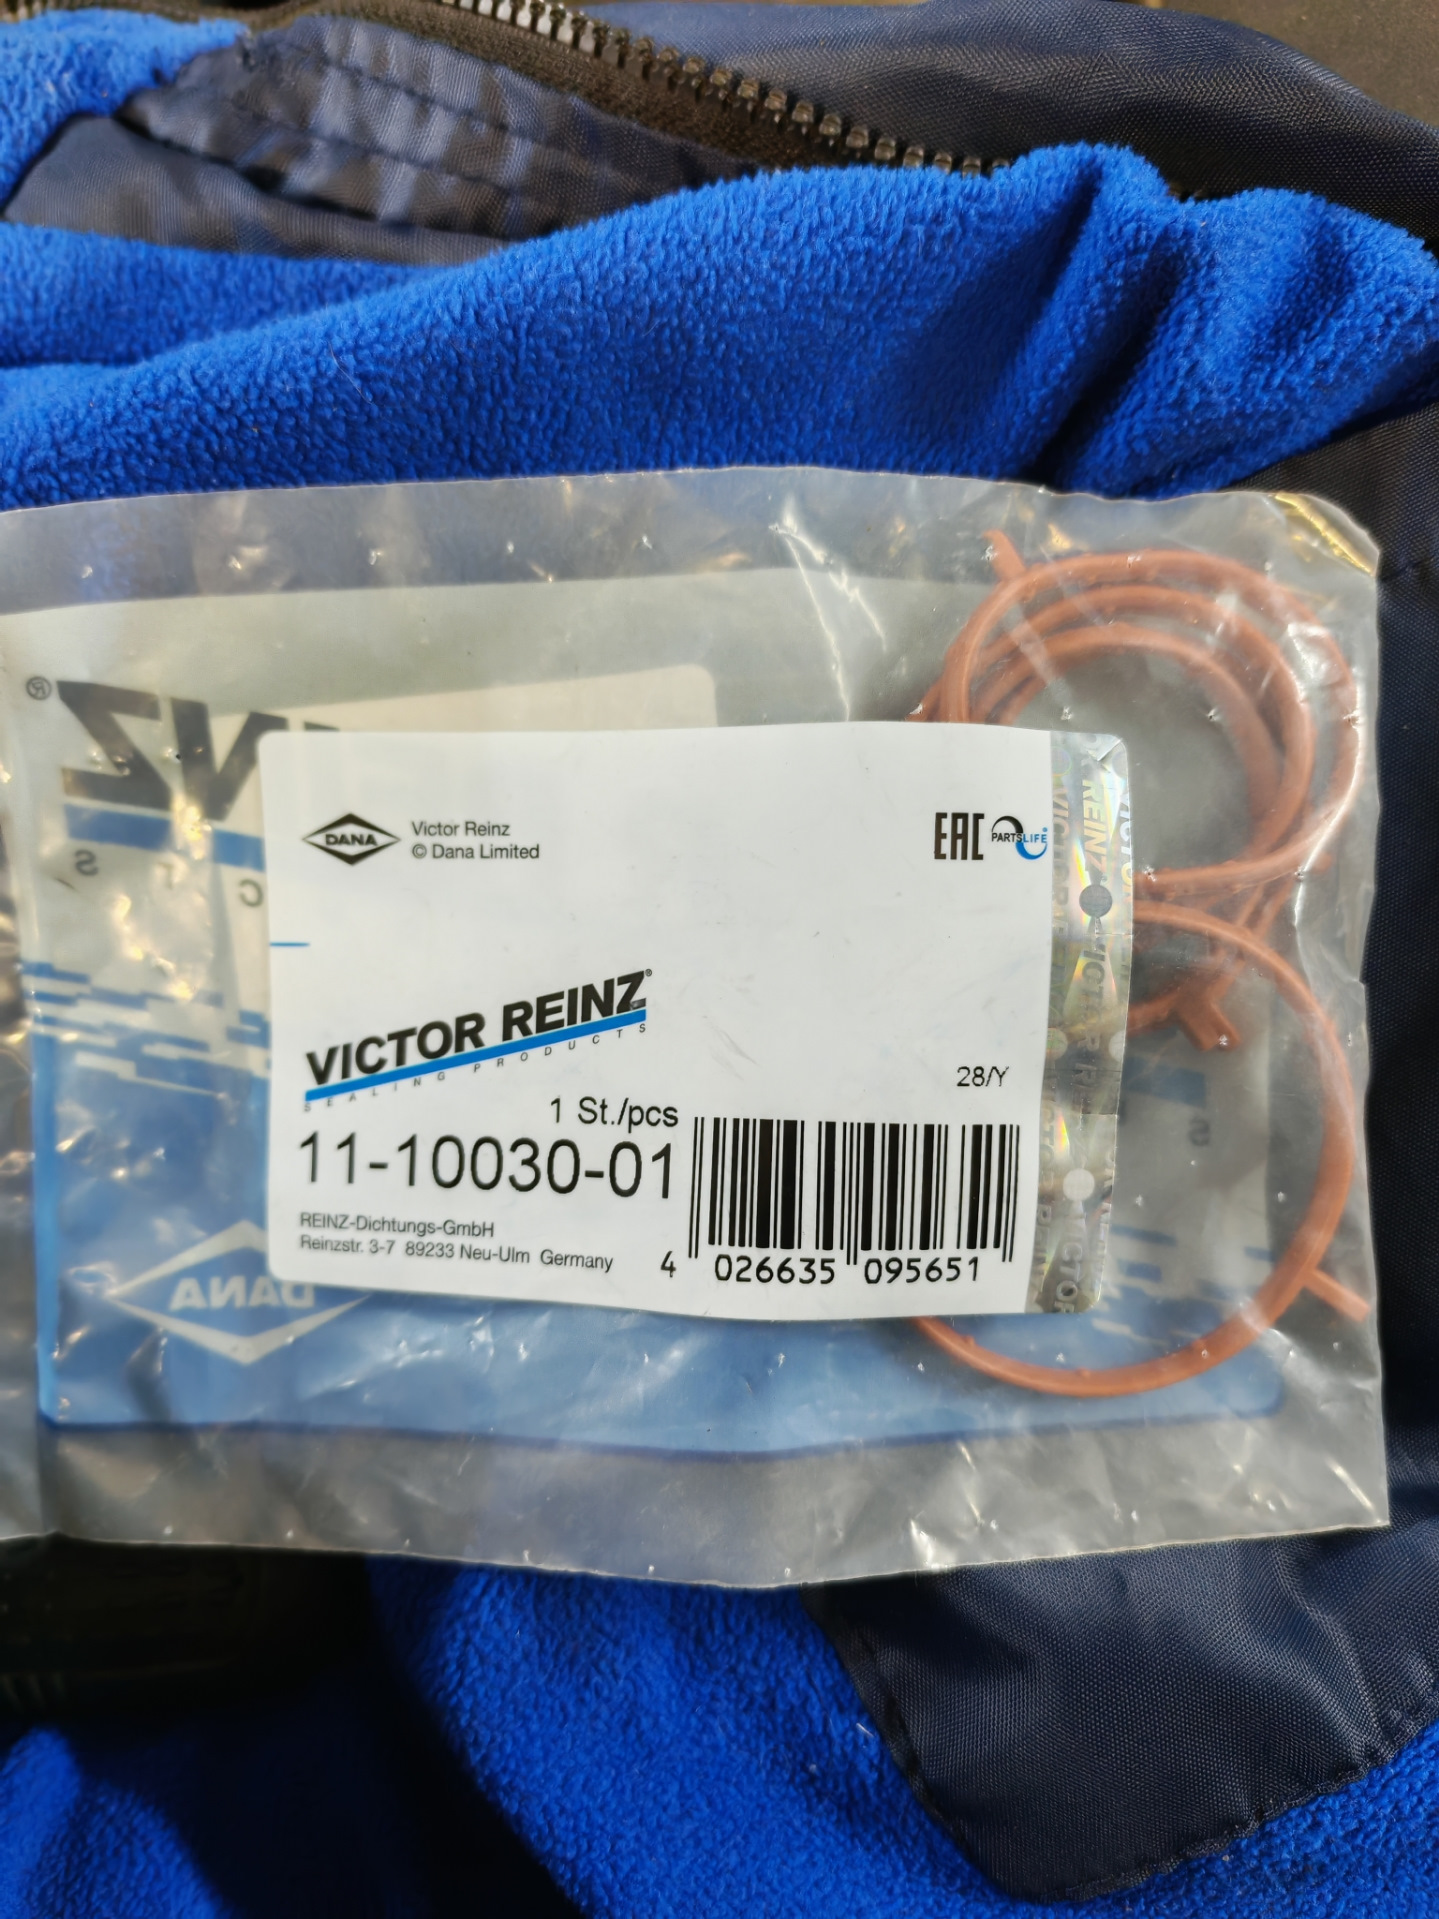 DANA
Victor Reinz
© Dana Limited
EAC
PARTSLIFE®
VICTOR REINZ®
SEALING PRODUCTS
28/Y
1 St./pcs
11-10030-01
REINZ-Dichtungs-GmbH
Reinzstr. 3-7 89233 Neu-Ulm Germany
4 026635 095651
REINZ
DANA